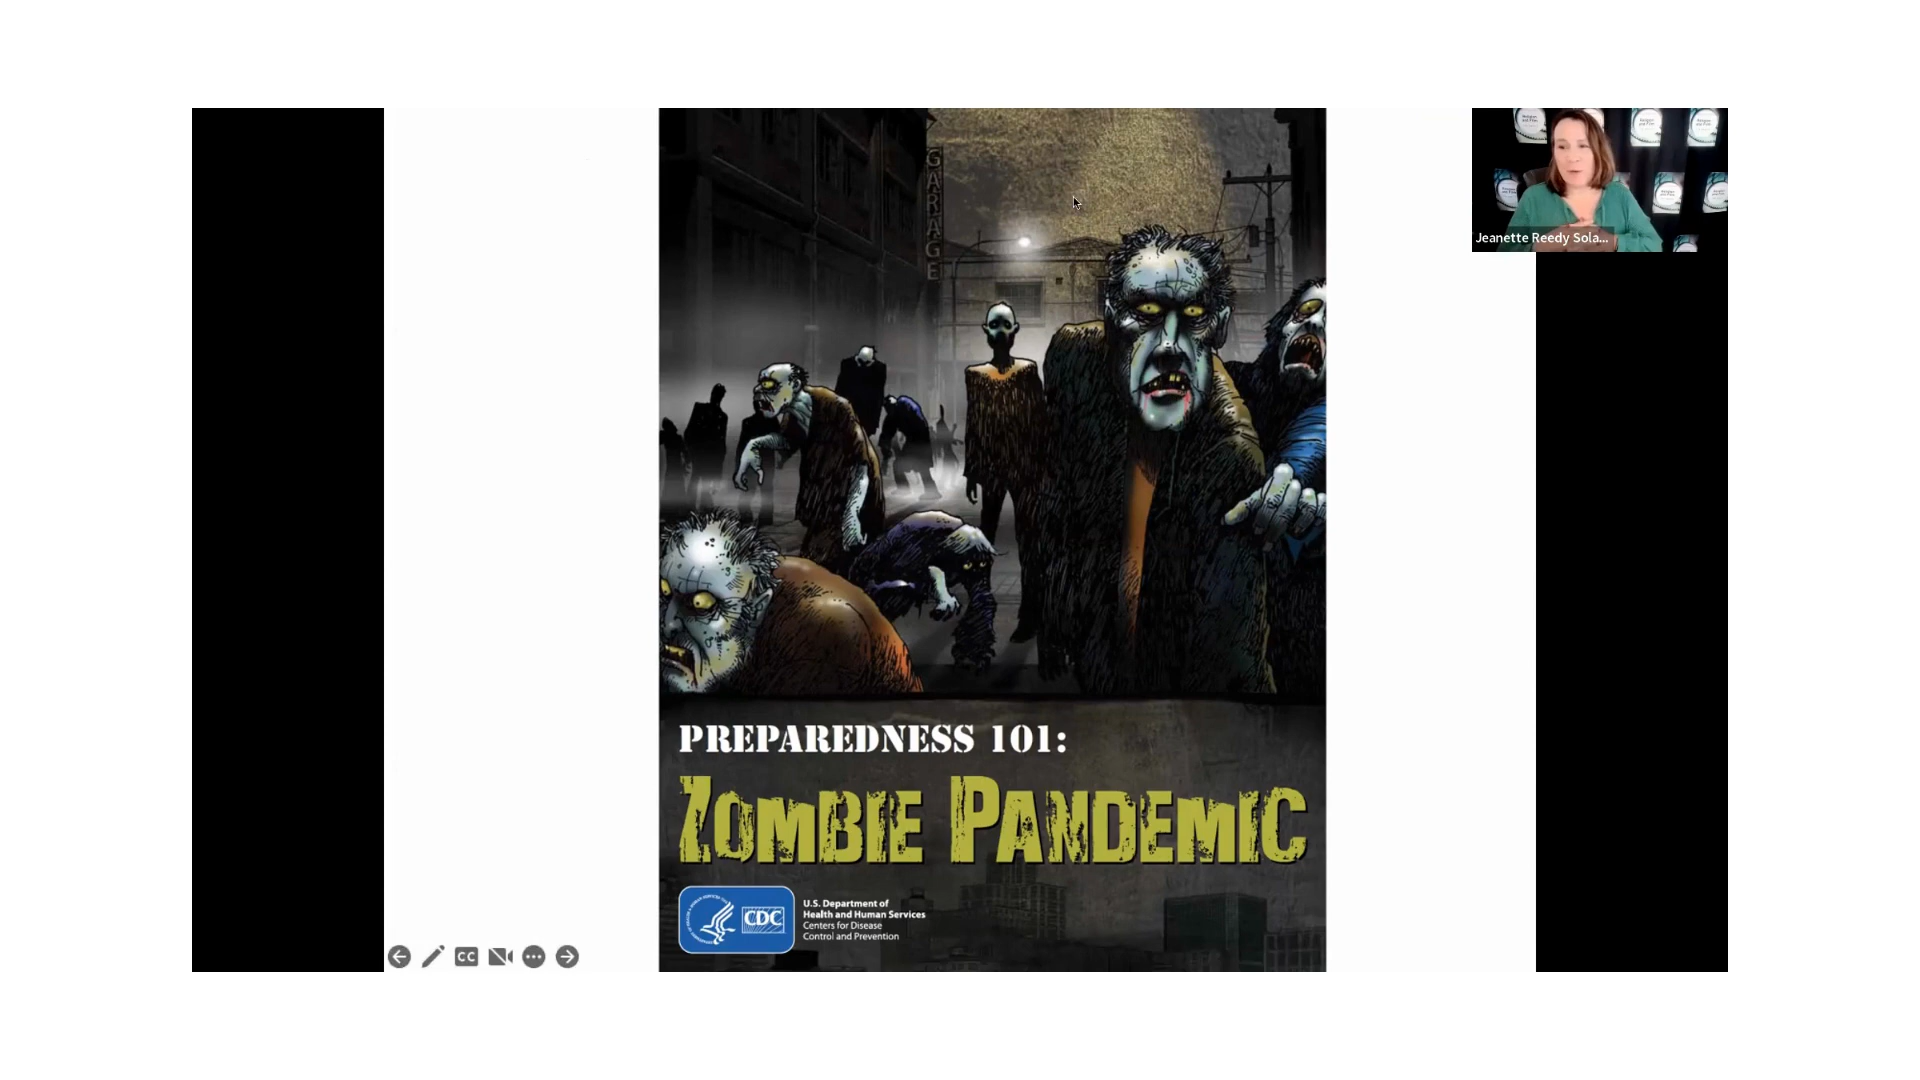 GARAGE
Jeanette Reedy Sola...
PREPAREDNESS 101:
ZOMBIE PANDEMIC
CDC
U.S. Department of
Health and Human Services
Centers for Disease
Control and Prevention
CC